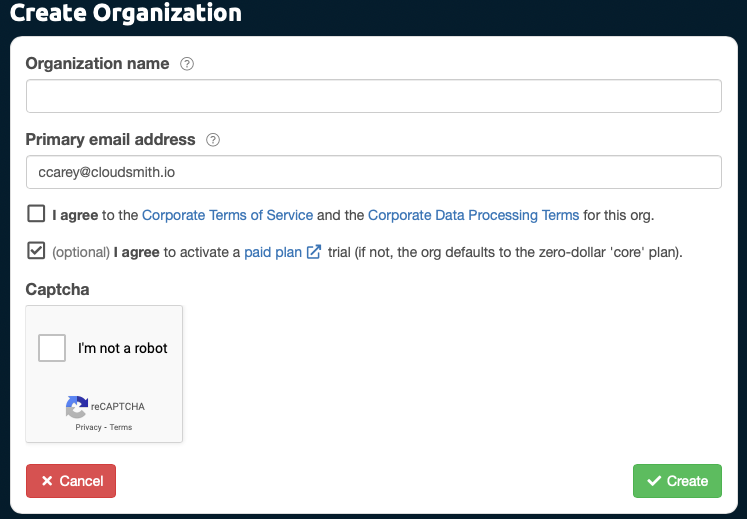 Create Organization
Organization name ?
Primary email address ?
ccarey@cloudsmith.io
I agree to the Corporate Terms of Service and the Corporate Data Processing Terms for this org.
(optional) I agree to activate a paid plan trial (if not, the org defaults to the zero-dollar 'core' plan).
Captcha
I'm not a robot
reCAPTCHA
Privacy - Terms
Cancel
Create